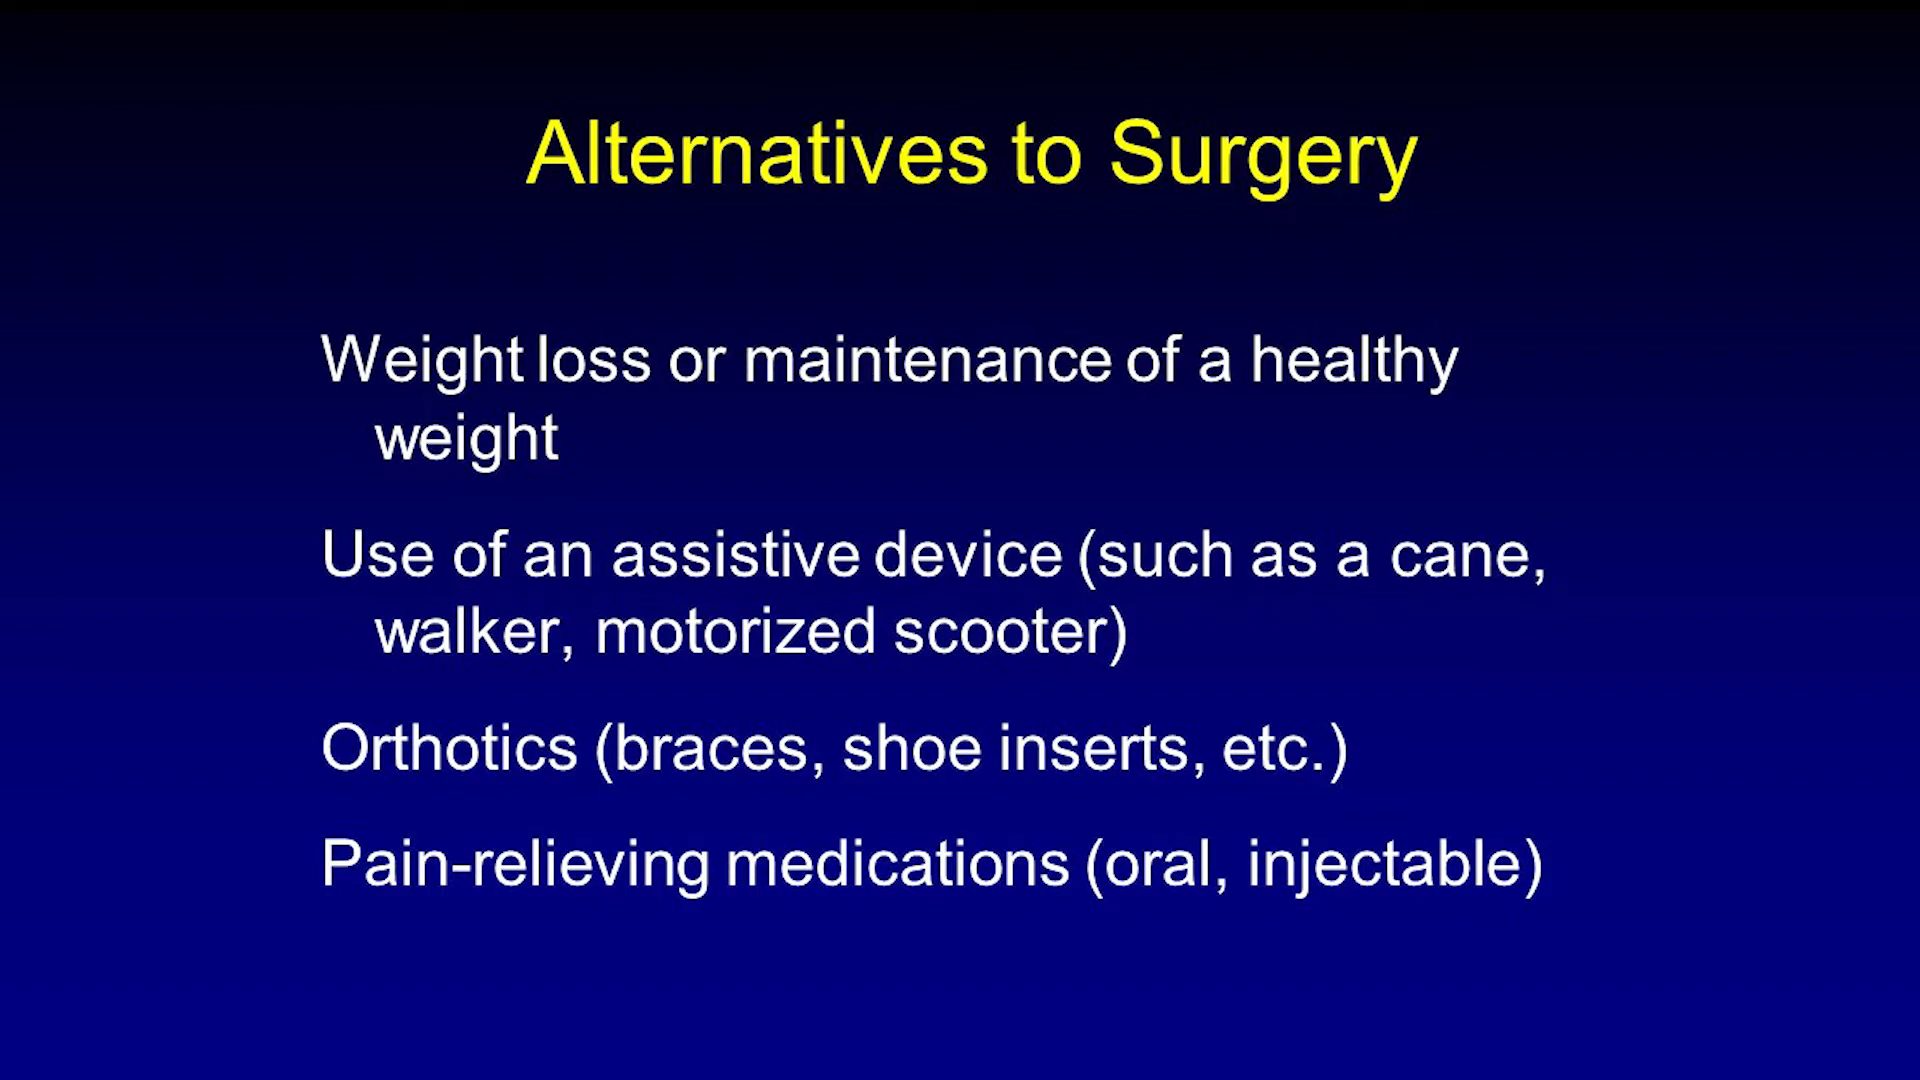 Alternatives to Surgery
Weight loss or maintenance of a healthy
weight
Use of an assistive device (such as a cane,
walker, motorized scooter)
Orthotics (braces, shoe inserts, etc.)
Pain-relieving medications (oral, injectable)